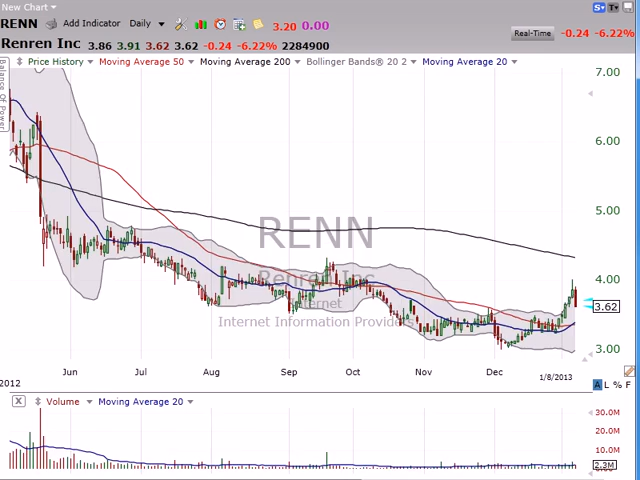 New Chart
RENN Add Indicator Daily 3.20 0.00
Renren Inc 3.86 3.91 3.62 3.62 -0.24 -6.22% 2284900 Real-Time -0.24 -6.22%
Price History Moving Average 50 Moving Average 200 Bollinger Bands® 20 2 Moving Average 20
Balance Of Power
7.00
6.00
5.00
4.00
3.62
3.00
RENN
Renren Inc
Internet
Internet Information Providers
2012 Jun Jul Aug Sep Oct Nov Dec 1/8/2013
A L % F
X Volume Moving Average 20
30.0M
20.0M
10.0M
2.3M